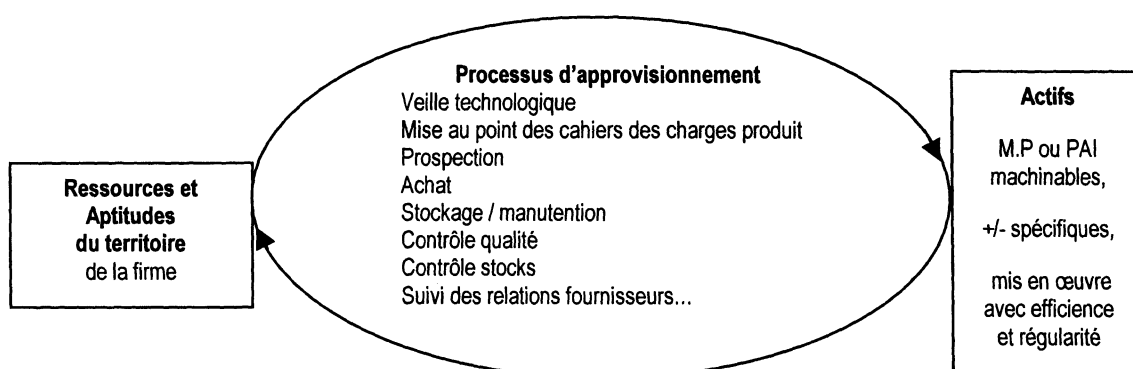 Ressources et
Aptitudes
du territoire
de la firme
Processus d'approvisionnement
Veille technologique
Mise au point des cahiers des charges produit
Prospection
Achat
Stockage / manutention
Contrôle qualité
Contrôle stocks
Suivi des relations fournisseurs...
Actifs
M.P ou PAI
machinables,
+/- spécifiques,
mis en œuvre
avec efficience
et régularité